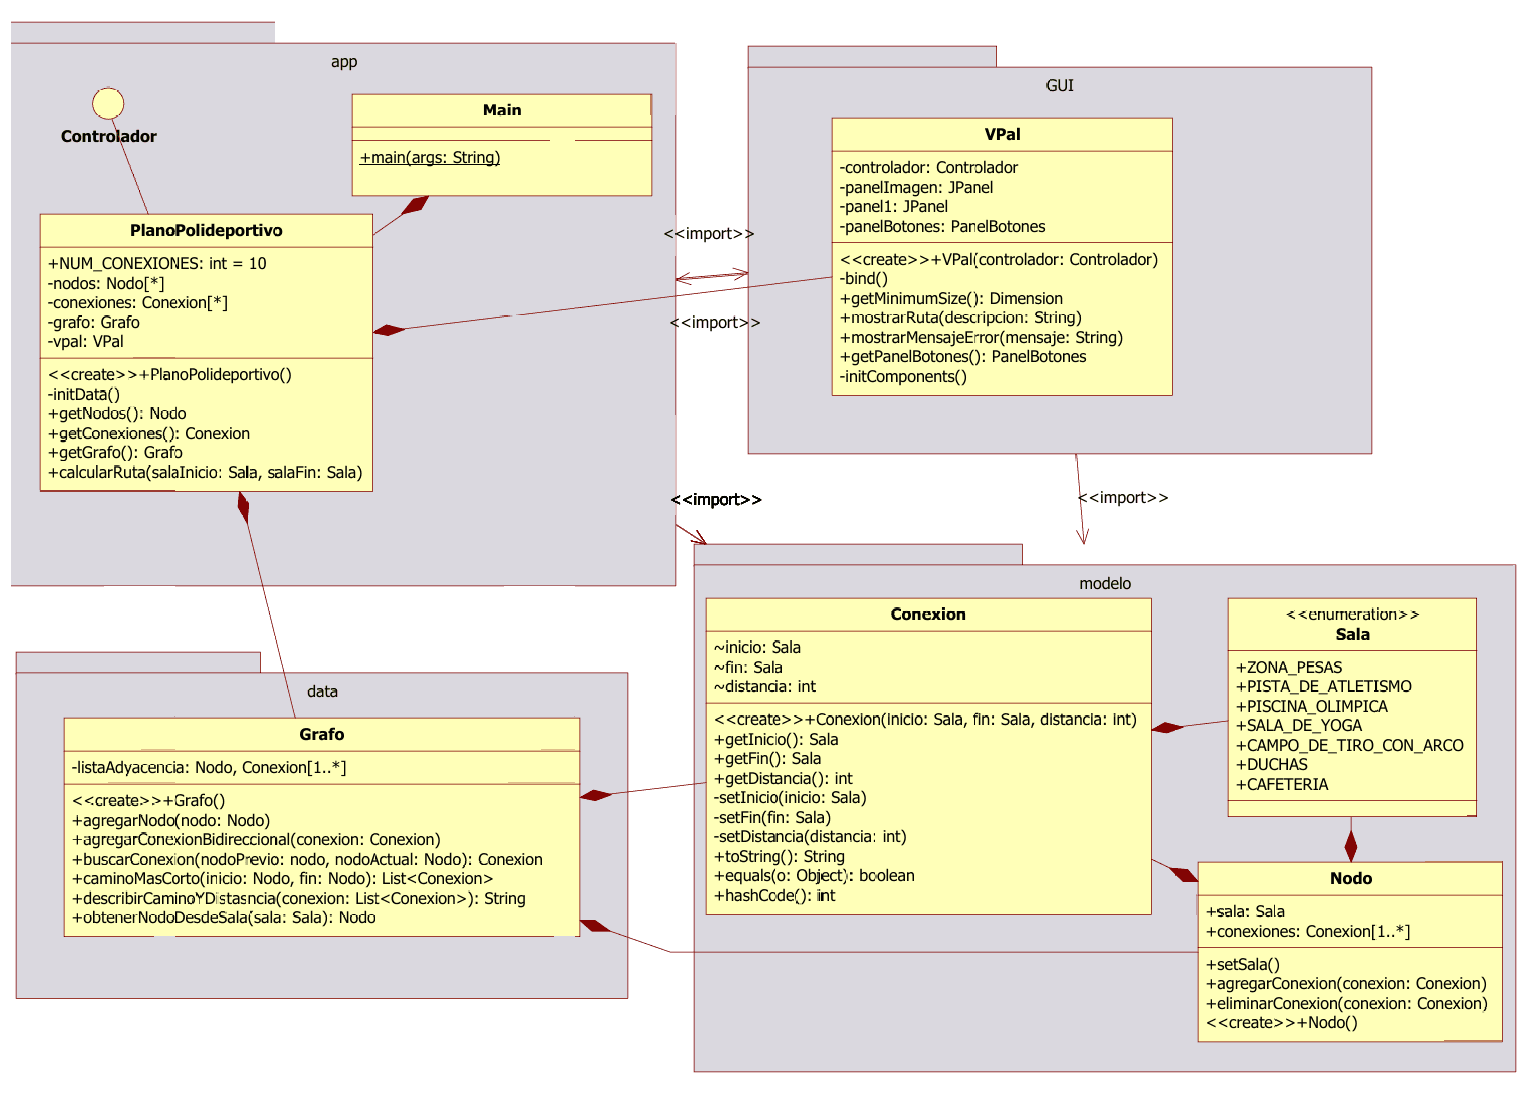 app
Controlador
Main
+main(args: String)
PlanoPolideportivo
+NUM_CONEXIONES: int = 10
-nodos: Nodo[*]
-conexiones: Conexion[*]
-grafo: Grafo
-vpal: VPal
<<create>>+PlanoPolideportivo()
-initData()
+getNodos(): Nodo
+getConexiones(): Conexion
+getGrafo(): Grafo
+calcularRuta(salaInicio: Sala, salaFin: Sala)
<<import>>
<<import>>
<<import>>
<<import>>
GUI
VPal
-controlador: Controlador
-panelImagen: JPanel
-panel1: JPanel
-panelBotones: PanelBotones
<<create>>+VPal(controlador: Controlador)
-bind()
+getMinimumSize(): Dimension
+mostrarRuta(descripcion: String)
+mostrarMensajeError(mensaje: String)
+getPanelBotones(): PanelBotones
-initComponents()
data
Grafo
-listaAdyacencia: Nodo, Conexion[1..*]
<<create>>+Grafo()
+agregarNodo(nodo: Nodo)
+agregarConexionBidireccional(conexion: Conexion)
+buscarConexion(nodoPrevio: nodo, nodoActual: Nodo): Conexion
+caminoMasCorto(inicio: Nodo, fin: Nodo): List<Conexion>
+describirCaminoYDistasncia(conexion: List<Conexion>): String
+obtenerNodoDesdeSala(sala: Sala): Nodo
modelo
Conexion
~inicio: Sala
~fin: Sala
~distancia: int
<<create>>+Conexion(inicio: Sala, fin: Sala, distancia: int)
+getInicio(): Sala
+getFin(): Sala
+getDistancia(): int
-setInicio(inicio: Sala)
-setFin(fin: Sala)
-setDistancia(distancia: int)
+toString(): String
+equals(o: Object): boolean
+hashCode(): int
<<enumeration>>
Sala
+ZONA_PESAS
+PISTA_DE_ATLETISMO
+PISCINA_OLIMPICA
+SALA_DE_YOGA
+CAMPO_DE_TIRO_CON_ARCO
+DUCHAS
+CAFETERIA
Nodo
+sala: Sala
+conexiones: Conexion[1..*]
+setSala()
+agregarConexion(conexion: Conexion)
+eliminarConexion(conexion: Conexion)
<<create>>+Nodo()